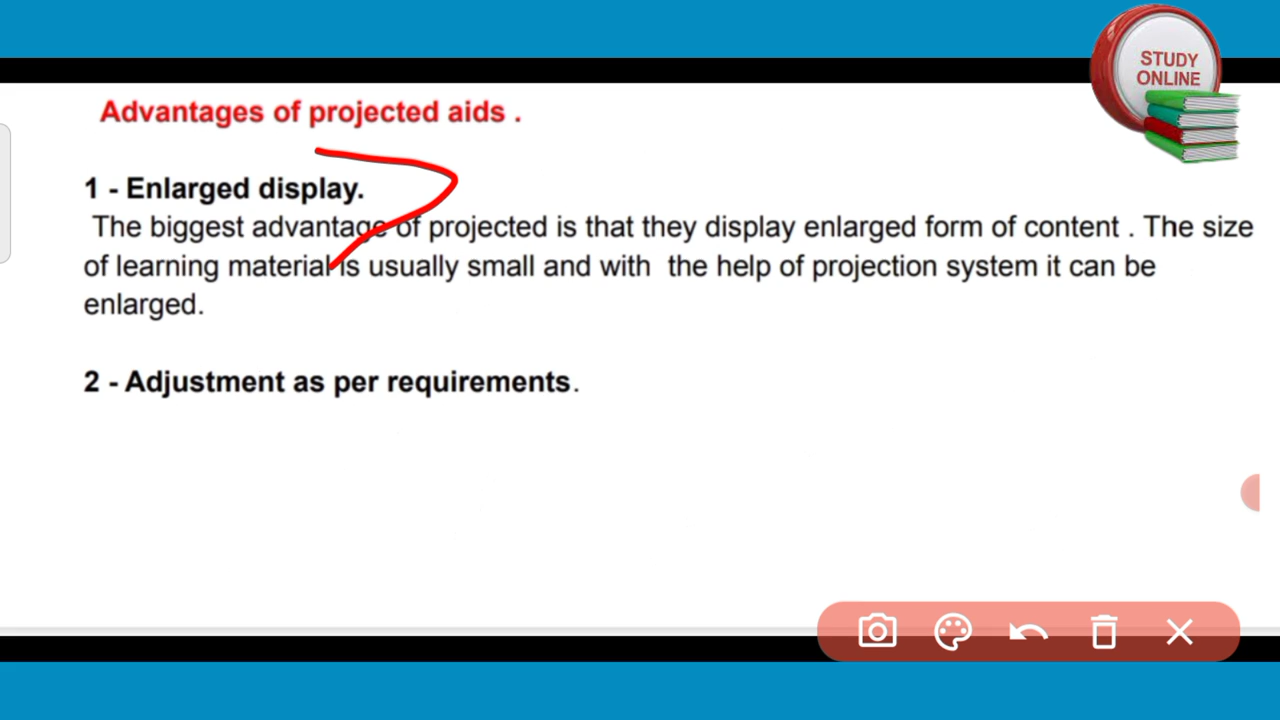 STUDY
ONLINE
Advantages of projected aids .
1 - Enlarged display.
The biggest advantage of projected is that they display enlarged form of content . The size
of learning material is usually small and with the help of projection system it can be
enlarged.
2 - Adjustment as per requirements.